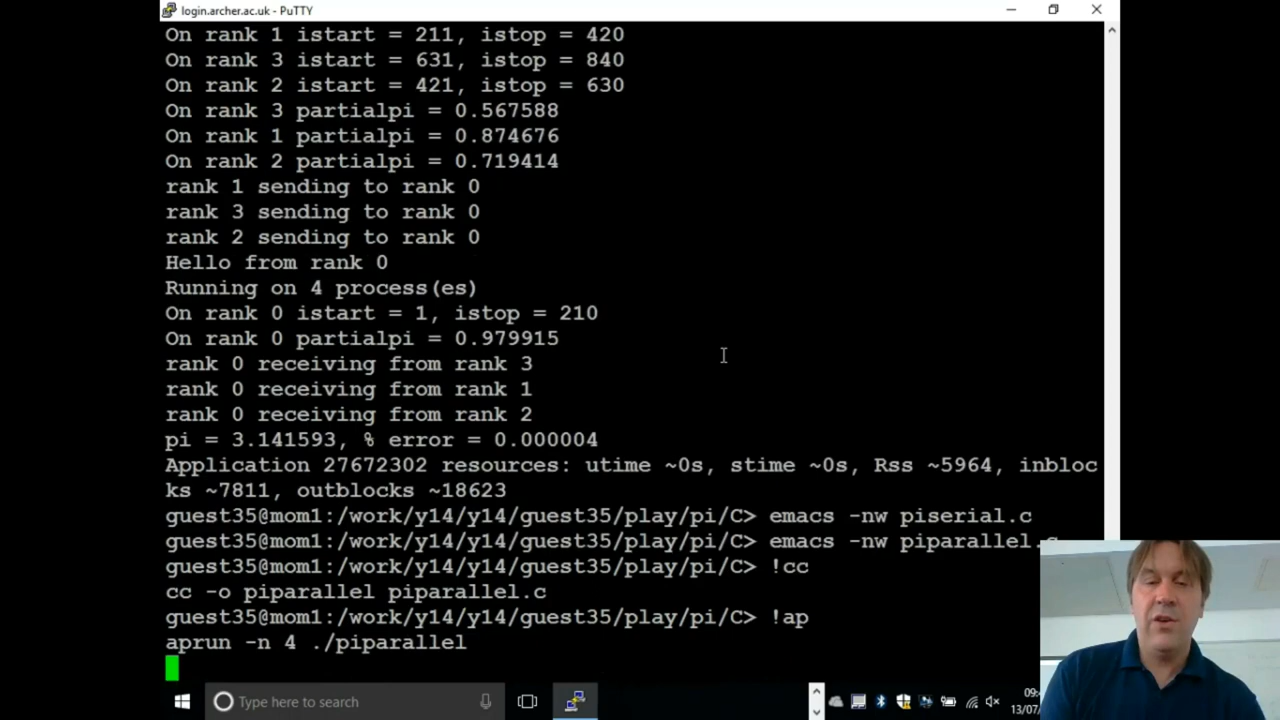 login.archer.ac.uk - PuTTY
On rank 1 istart = 211, istop = 420
On rank 3 istart = 631, istop = 840
On rank 2 istart = 421, istop = 630
On rank 3 partialpi = 0.567588
On rank 1 partialpi = 0.874676
On rank 2 partialpi = 0.719414
rank 1 sending to rank 0
rank 3 sending to rank 0
rank 2 sending to rank 0
Hello from rank 0
Running on 4 process(es)
On rank 0 istart = 1, istop = 210
On rank 0 partialpi = 0.979915
rank 0 receiving from rank 3
rank 0 receiving from rank 1
rank 0 receiving from rank 2
pi = 3.141593, % error = 0.000004
Application 27672302 resources: utime ~0s, stime ~0s, Rss ~5964, inbloc
ks ~7811, outblocks ~18623
guest35@mom1:/work/y14/y14/guest35/play/pi/C> emacs -nw piserial.c
guest35@mom1:/work/y14/y14/guest35/play/pi/C> emacs -nw piparallel.c
guest35@mom1:/work/y14/y14/guest35/play/pi/C> !cc
cc -o piparallel piparallel.c
guest35@mom1:/work/y14/y14/guest35/play/pi/C> !ap
aprun -n 4 ./piparallel
Type here to search
09:
13/07/